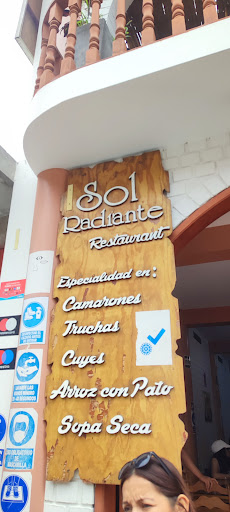 Sol
Radiante
Restaurant
Especialidad en:
Camarones
Truchas
Cuyes
Arroz con Pato
Sopa Seca